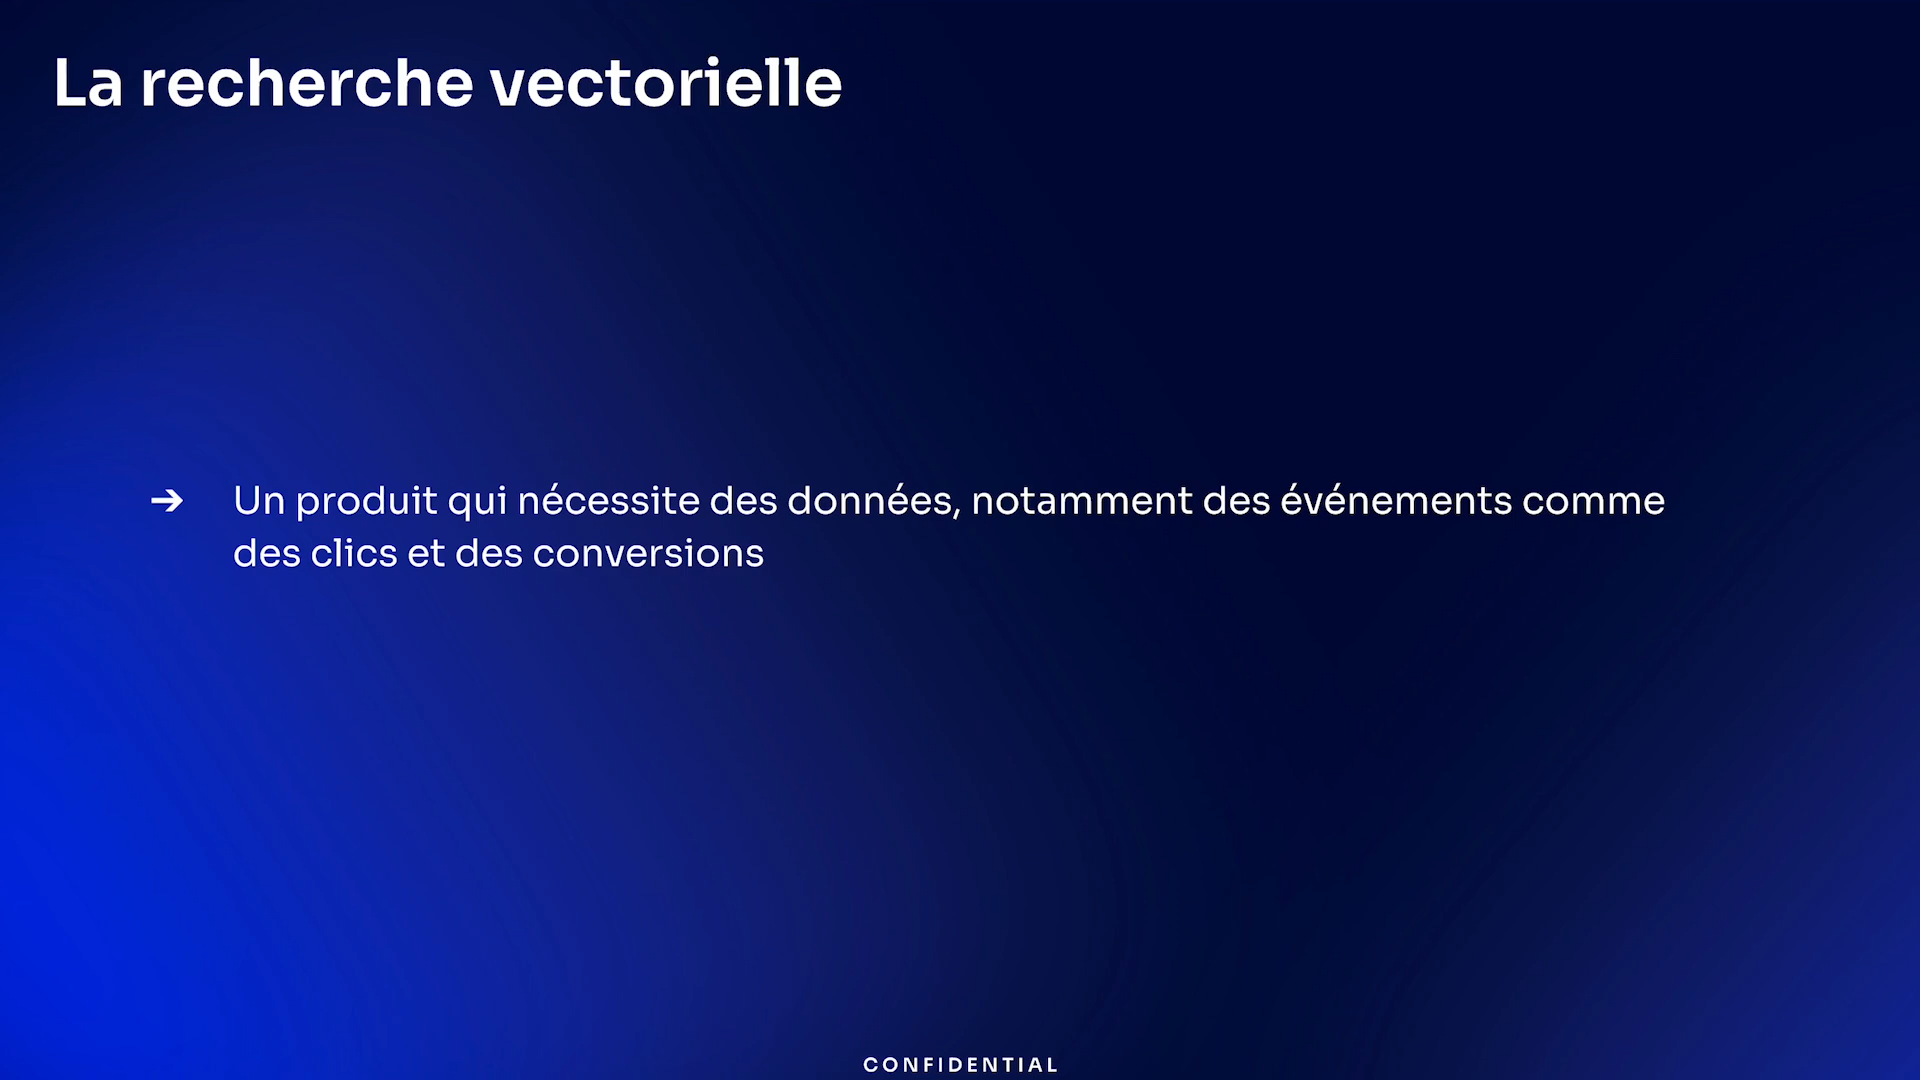 La recherche vectorielle
➔ Un produit qui nécessite des données, notamment des événements comme
des clics et des conversions
CONFIDENTIAL